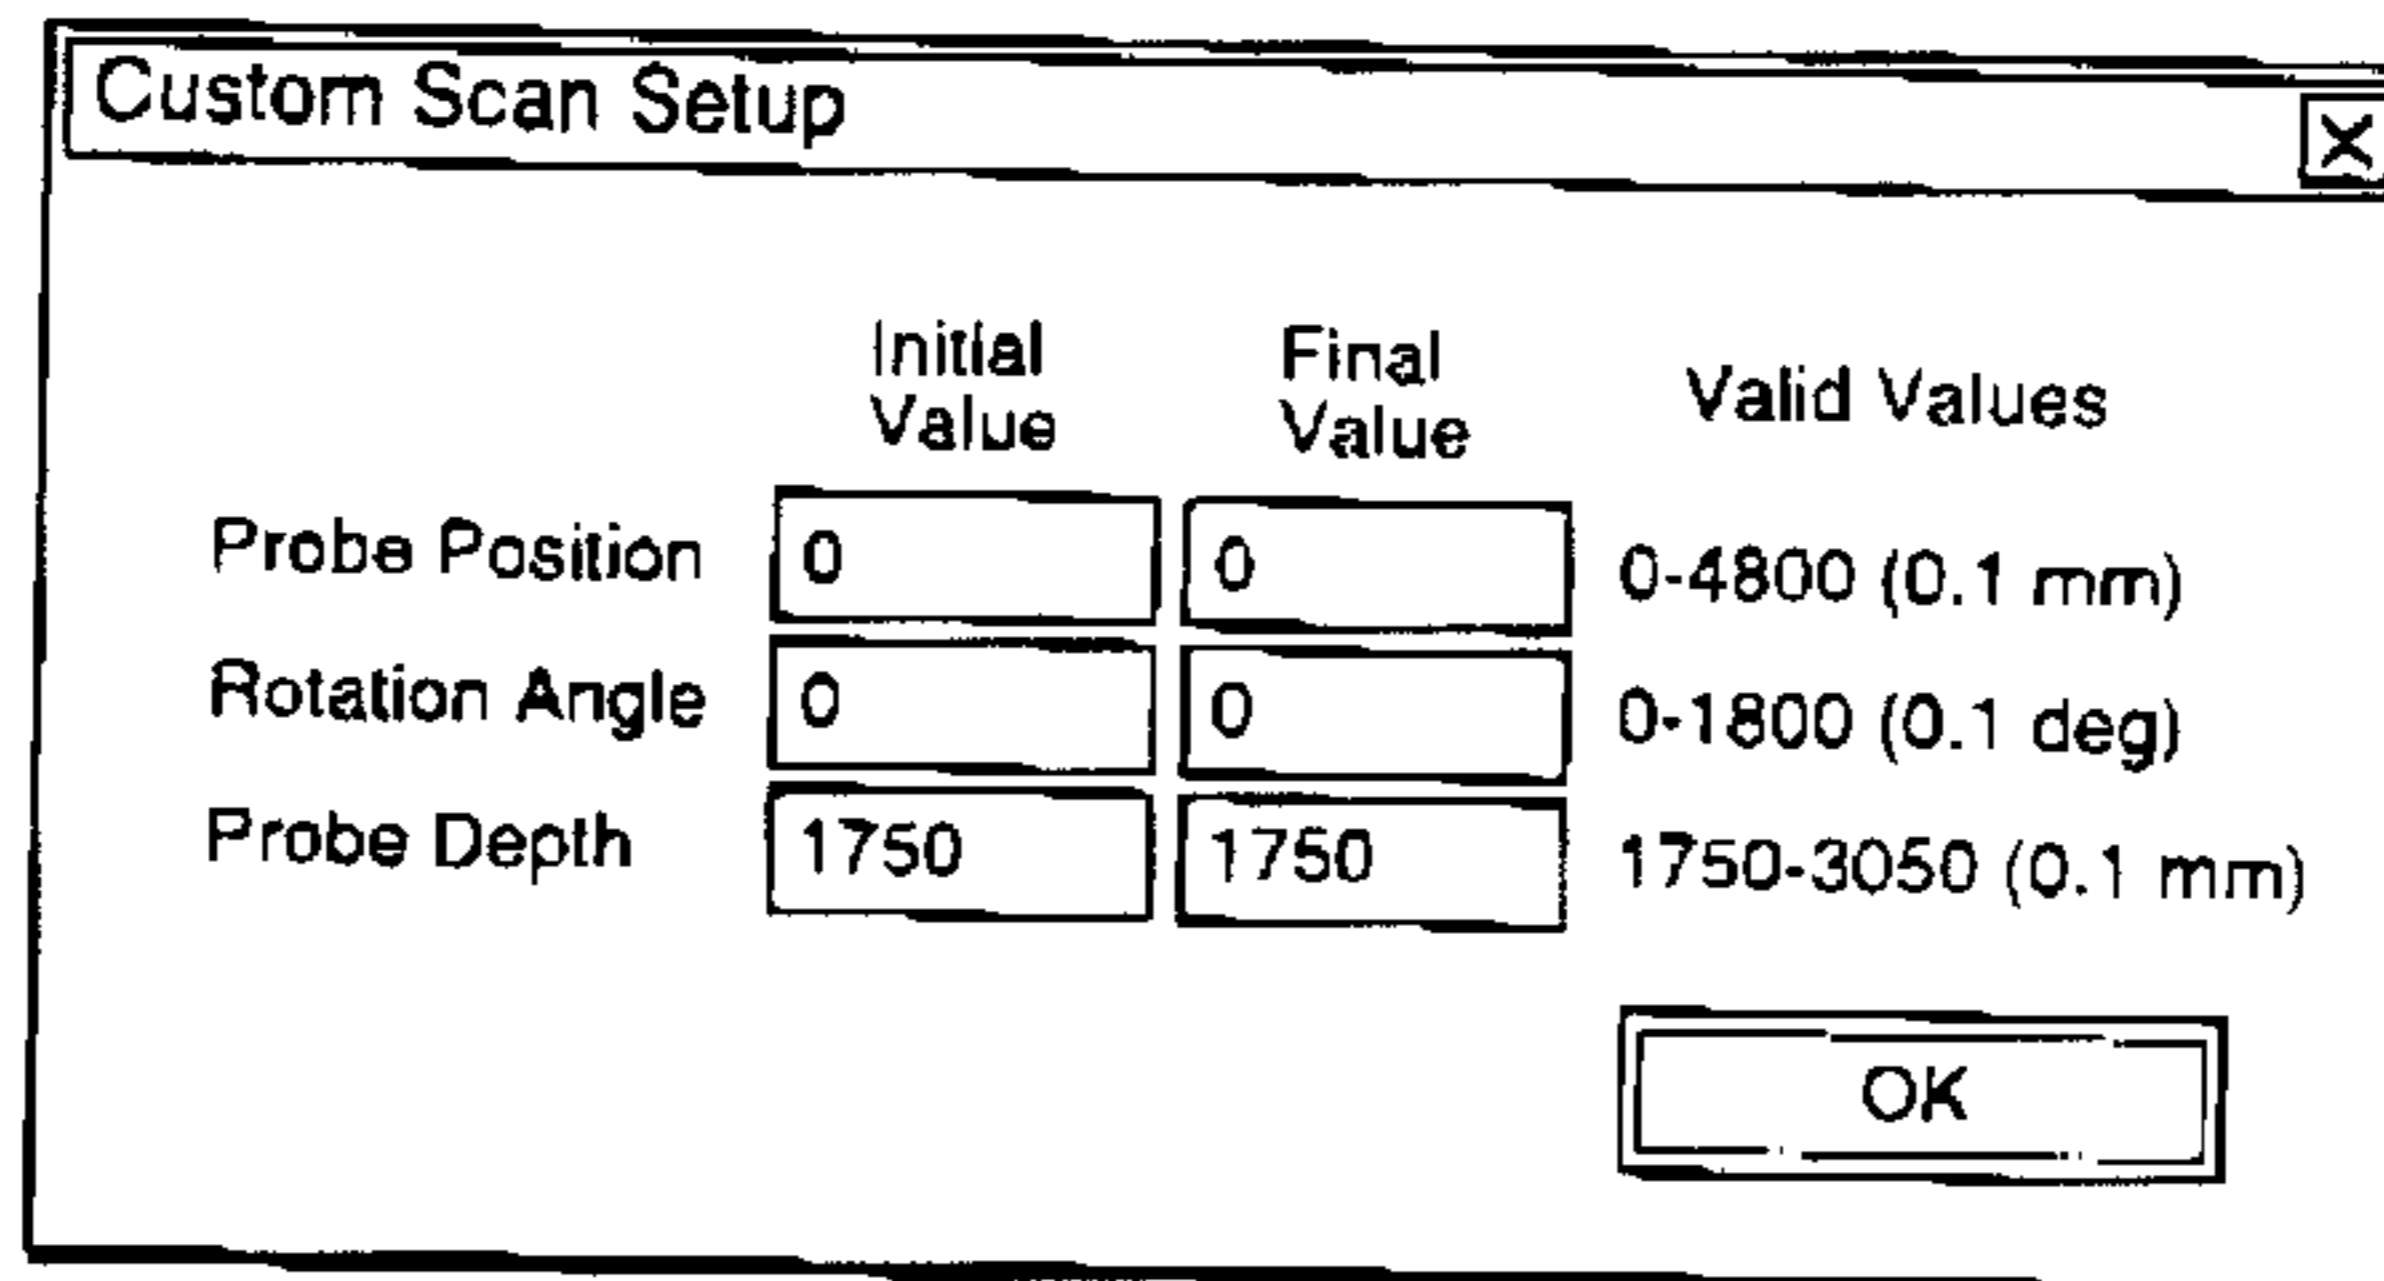 Custom Scan Setup
X
Initial Value
Final Value
Valid Values
Probe Position 0 0 0-4800 (0.1 mm)
Rotation Angle 0 0 0-1800 (0.1 deg)
Probe Depth 1750 1750 1750-3050 (0.1 mm)
OK